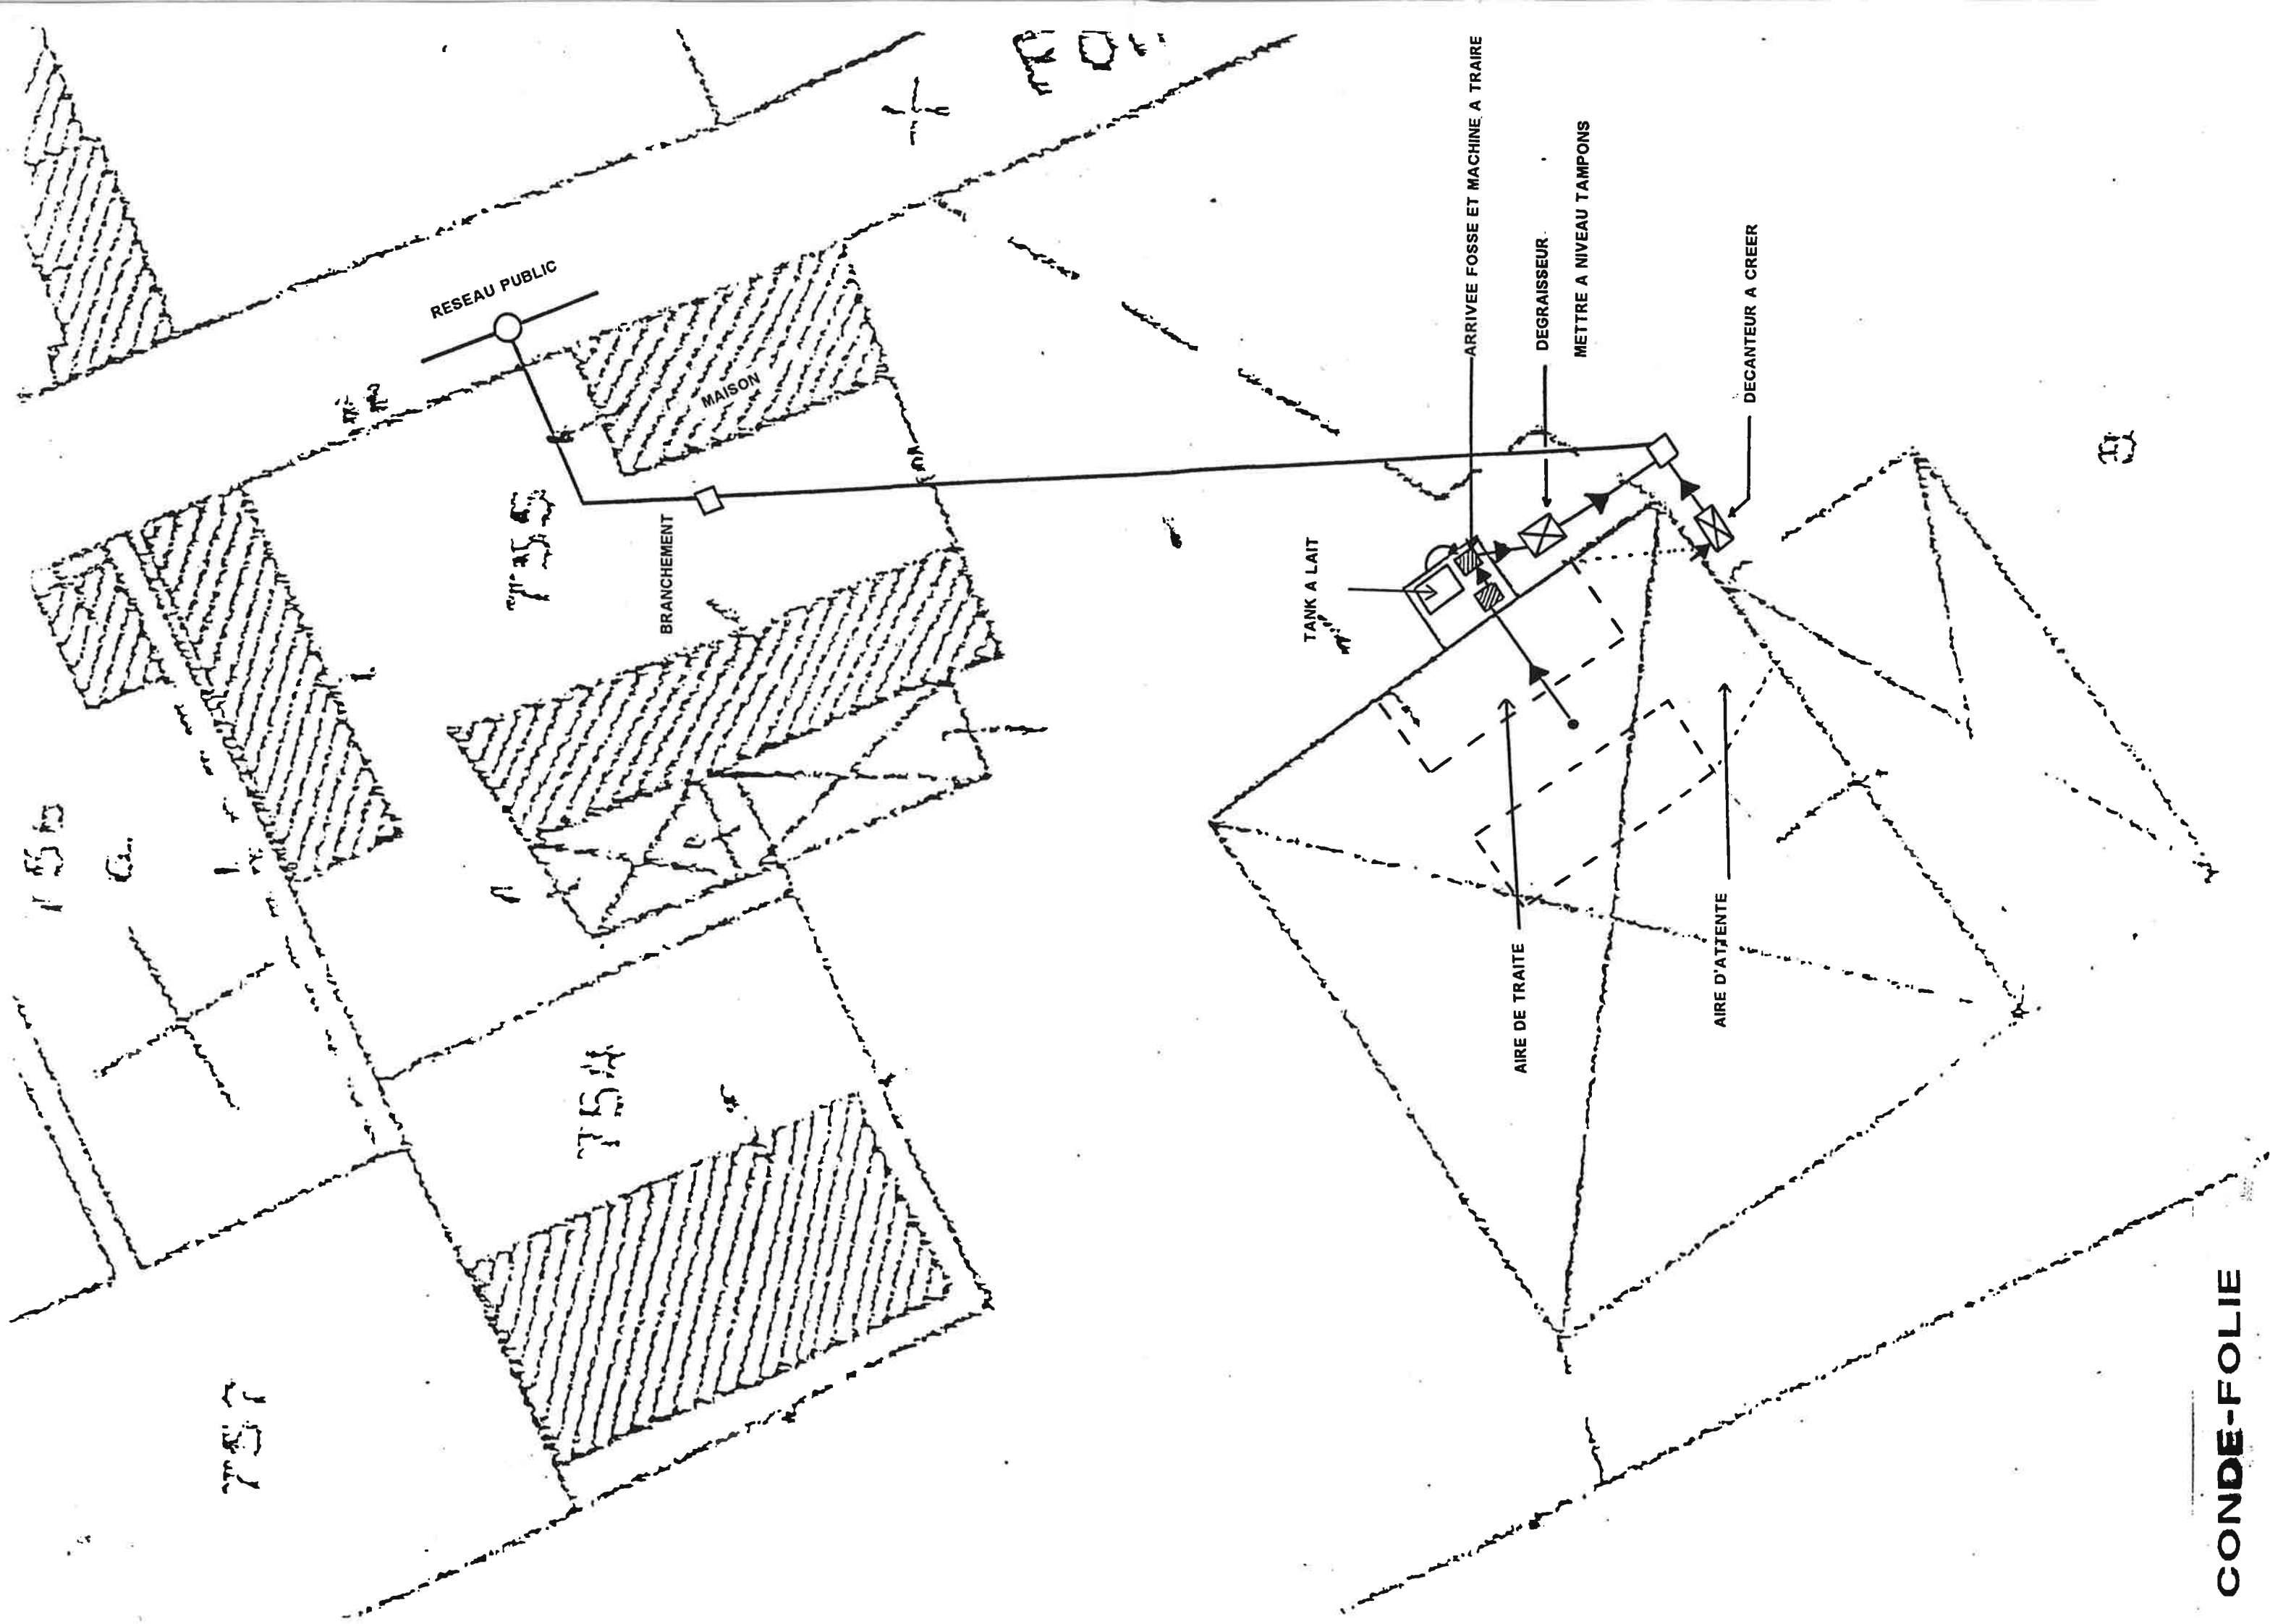 RESEAU PUBLIC
MAISON
755
BRANCHEMENT
754
757
ARRIVEE FOSSE ET MACHINE A TRAIRE
DEGRAISSEUR
METTRE A NIVEAU TAMPONS
DECANTEUR A CREER
TANK A LAIT
AIRE DE TRAITE
AIRE D'ATTENTE
CONDE-FOLIE